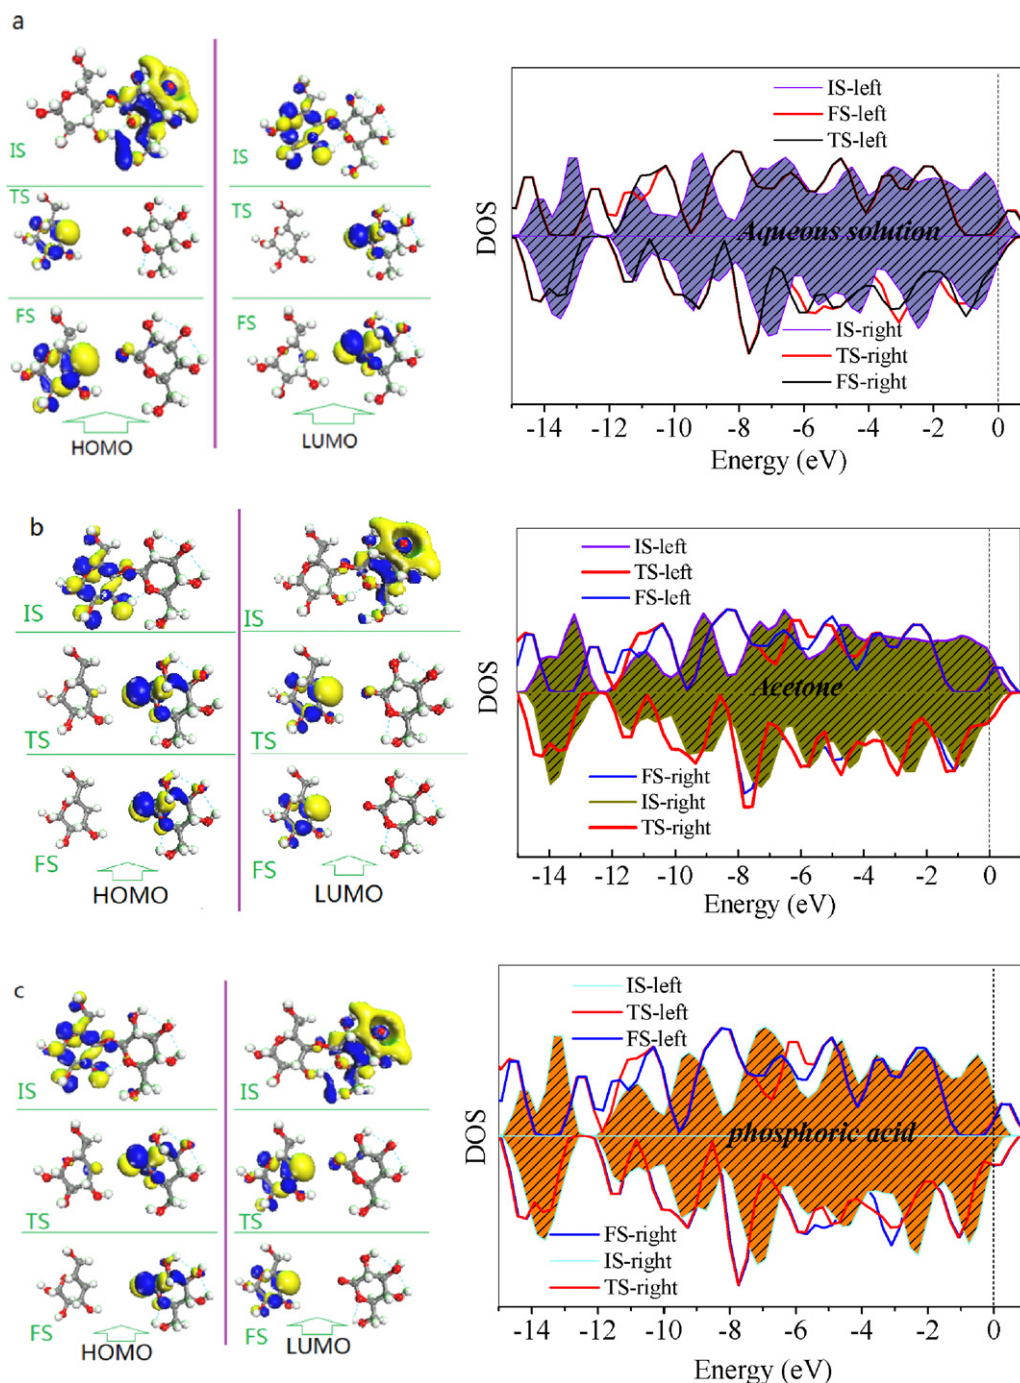 a
IS
IS
TS
TS
FS
FS
HOMO
LUMO
DOS
IS-left
FS-left
TS-left
Aqueous solution
IS-right
TS-right
FS-right
-14 -12 -10 -8 -6 -4 -2 0
Energy (eV)
b
IS
IS
TS
TS
FS
FS
HOMO
LUMO
DOS
IS-left
TS-left
FS-left
Acetone
FS-right
IS-right
TS-right
-14 -12 -10 -8 -6 -4 -2 0
Energy (eV)
c
IS
IS
TS
TS
FS
FS
HOMO
LUMO
DOS
IS-left
TS-left
FS-left
phosphoric acid
FS-right
IS-right
TS-right
-14 -12 -10 -8 -6 -4 -2 0
Energy (eV)